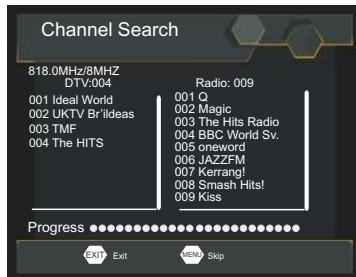 Channel Search
818.0MHz/8MHZ
DTV:004
001 Ideal World
002 UKTV Br'ildeas
003 TMF
004 The HITS
Radio: 009
001 Q
002 Magic
003 The Hits Radio
004 BBC World Sv.
005 oneword
006 JAZZFM
007 Kerrang!
008 Smash Hits!
009 Kiss
Progress
EXIT Exit
MENU Skip